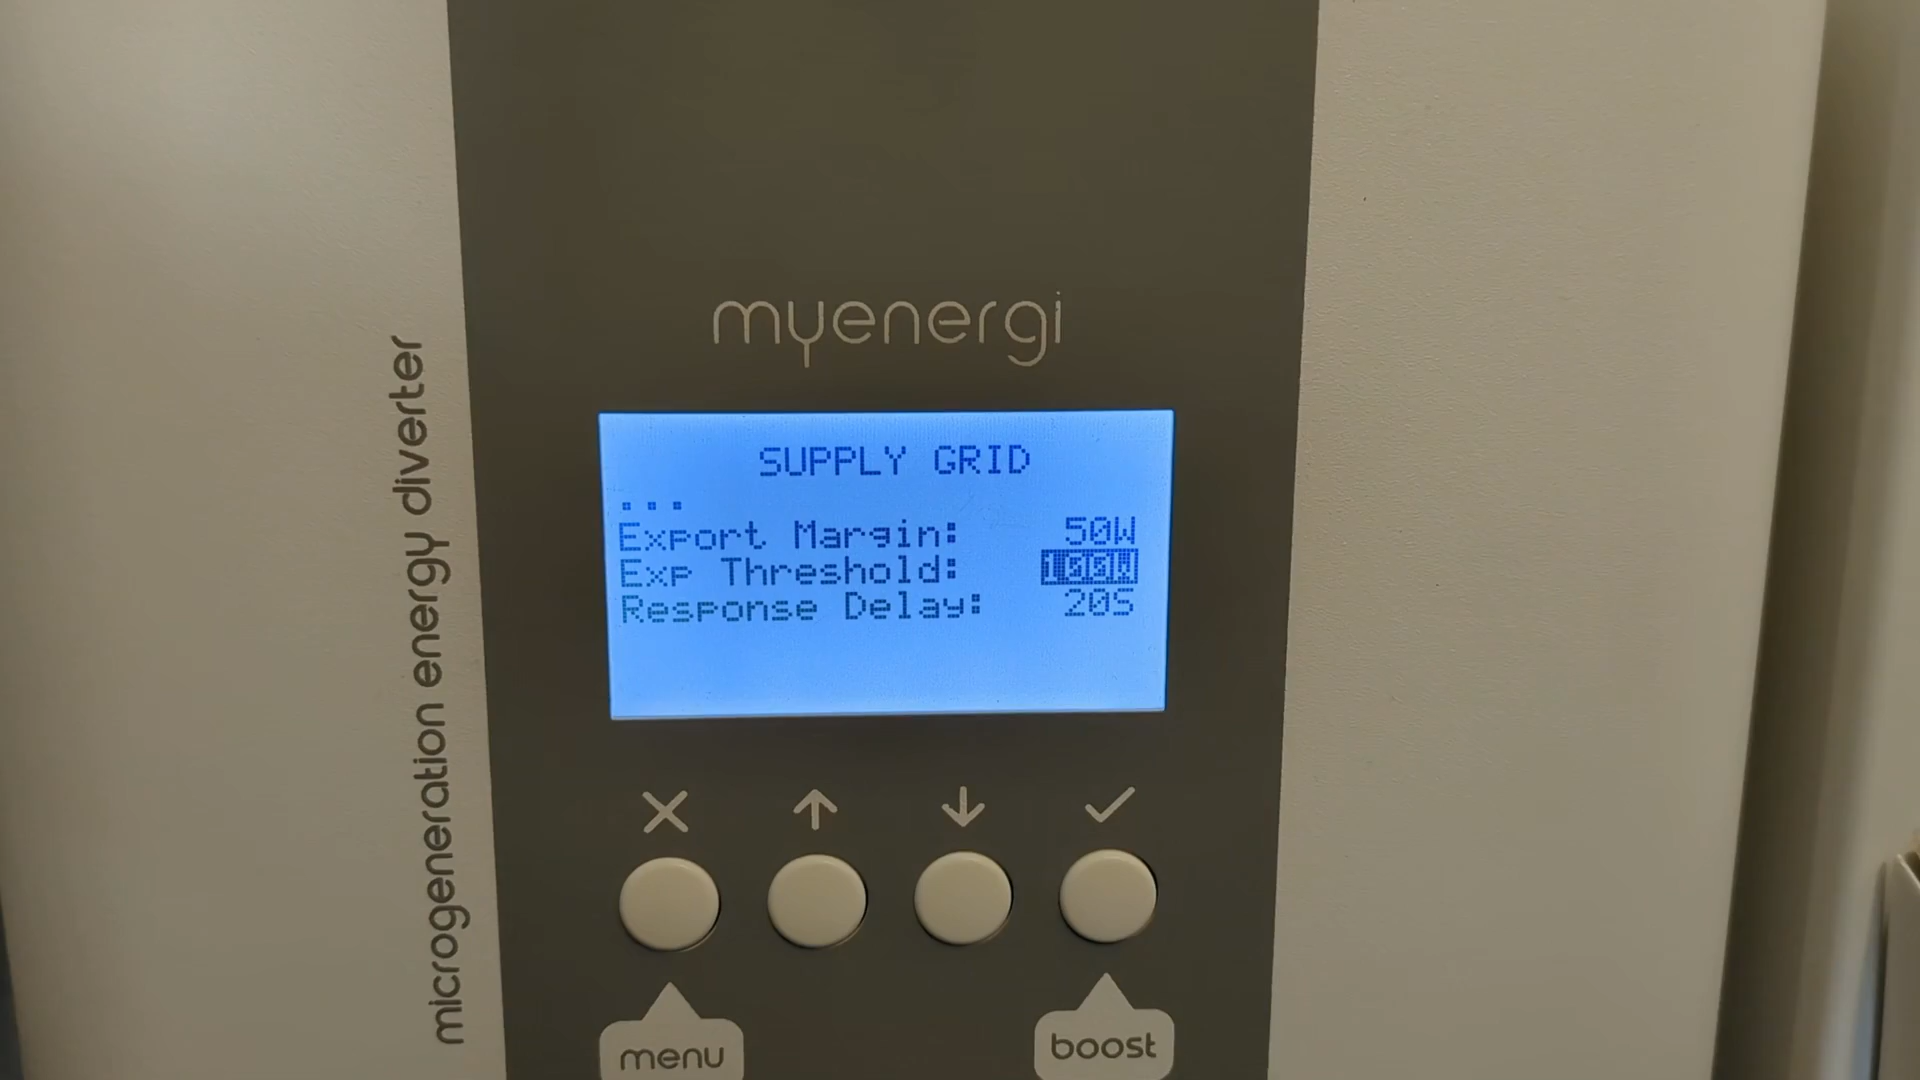 myenergi
microgeneration energy diverter
SUPPLY GRID
...
Export Margin: 50W
Exp Threshold: 100W
Response Delay: 20S
menu
boost